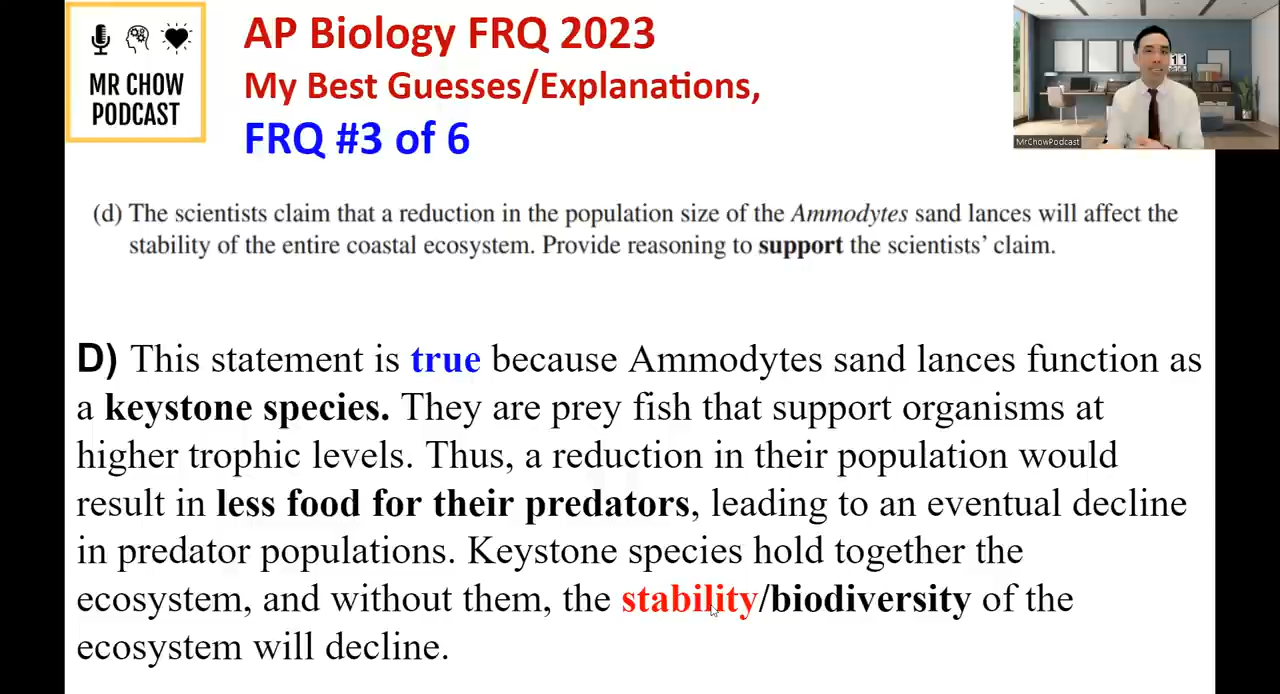 MR CHOW
PODCAST
AP Biology FRQ 2023
My Best Guesses/Explanations,
FRQ #3 of 6
11
MrChowPodcast
(d) The scientists claim that a reduction in the population size of the Ammodytes sand lances will affect the
stability of the entire coastal ecosystem. Provide reasoning to support the scientists’ claim.
D) This statement is true because Ammodytes sand lances function as
a keystone species. They are prey fish that support organisms at
higher trophic levels. Thus, a reduction in their population would
result in less food for their predators, leading to an eventual decline
in predator populations. Keystone species hold together the
ecosystem, and without them, the stability/biodiversity of the
ecosystem will decline.